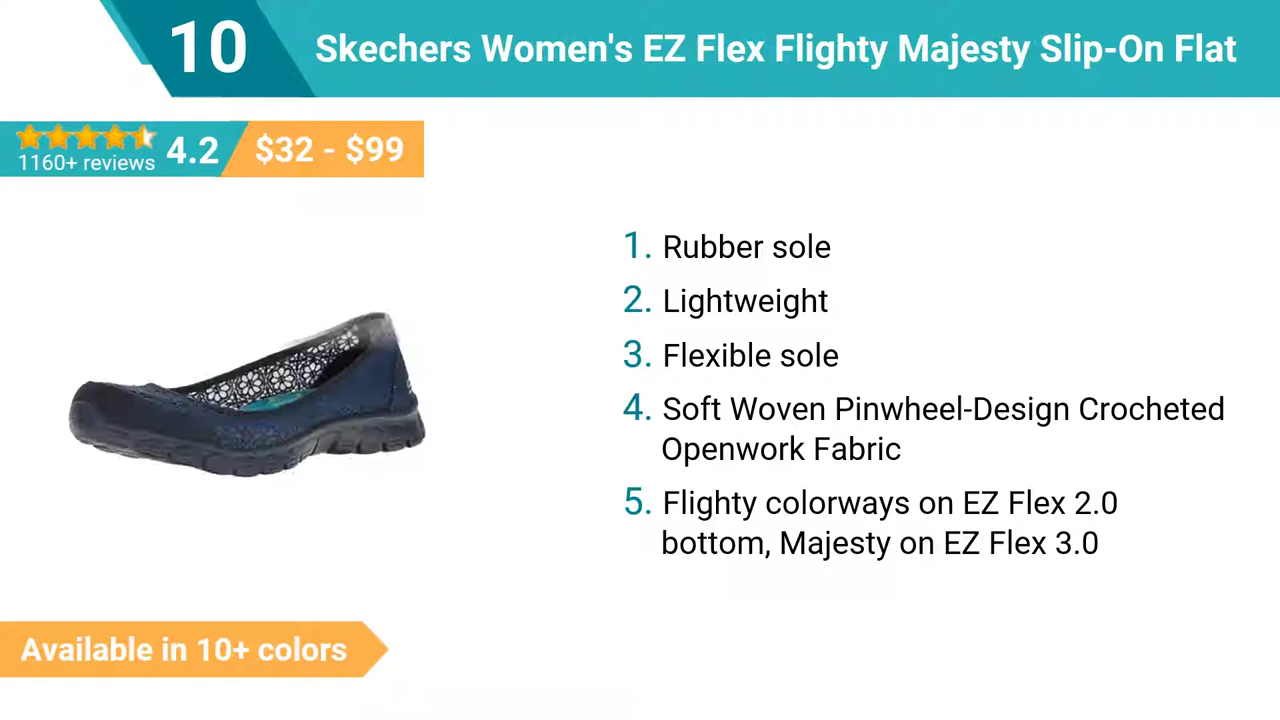 10
Skechers Women's EZ Flex Flighty Majesty Slip-On Flat
1160+ reviews
4.2
$32 - $99
1. Rubber sole
2. Lightweight
3. Flexible sole
4. Soft Woven Pinwheel-Design Crocheted
Openwork Fabric
5. Flighty colorways on EZ Flex 2.0
bottom, Majesty on EZ Flex 3.0
Available in 10+ colors